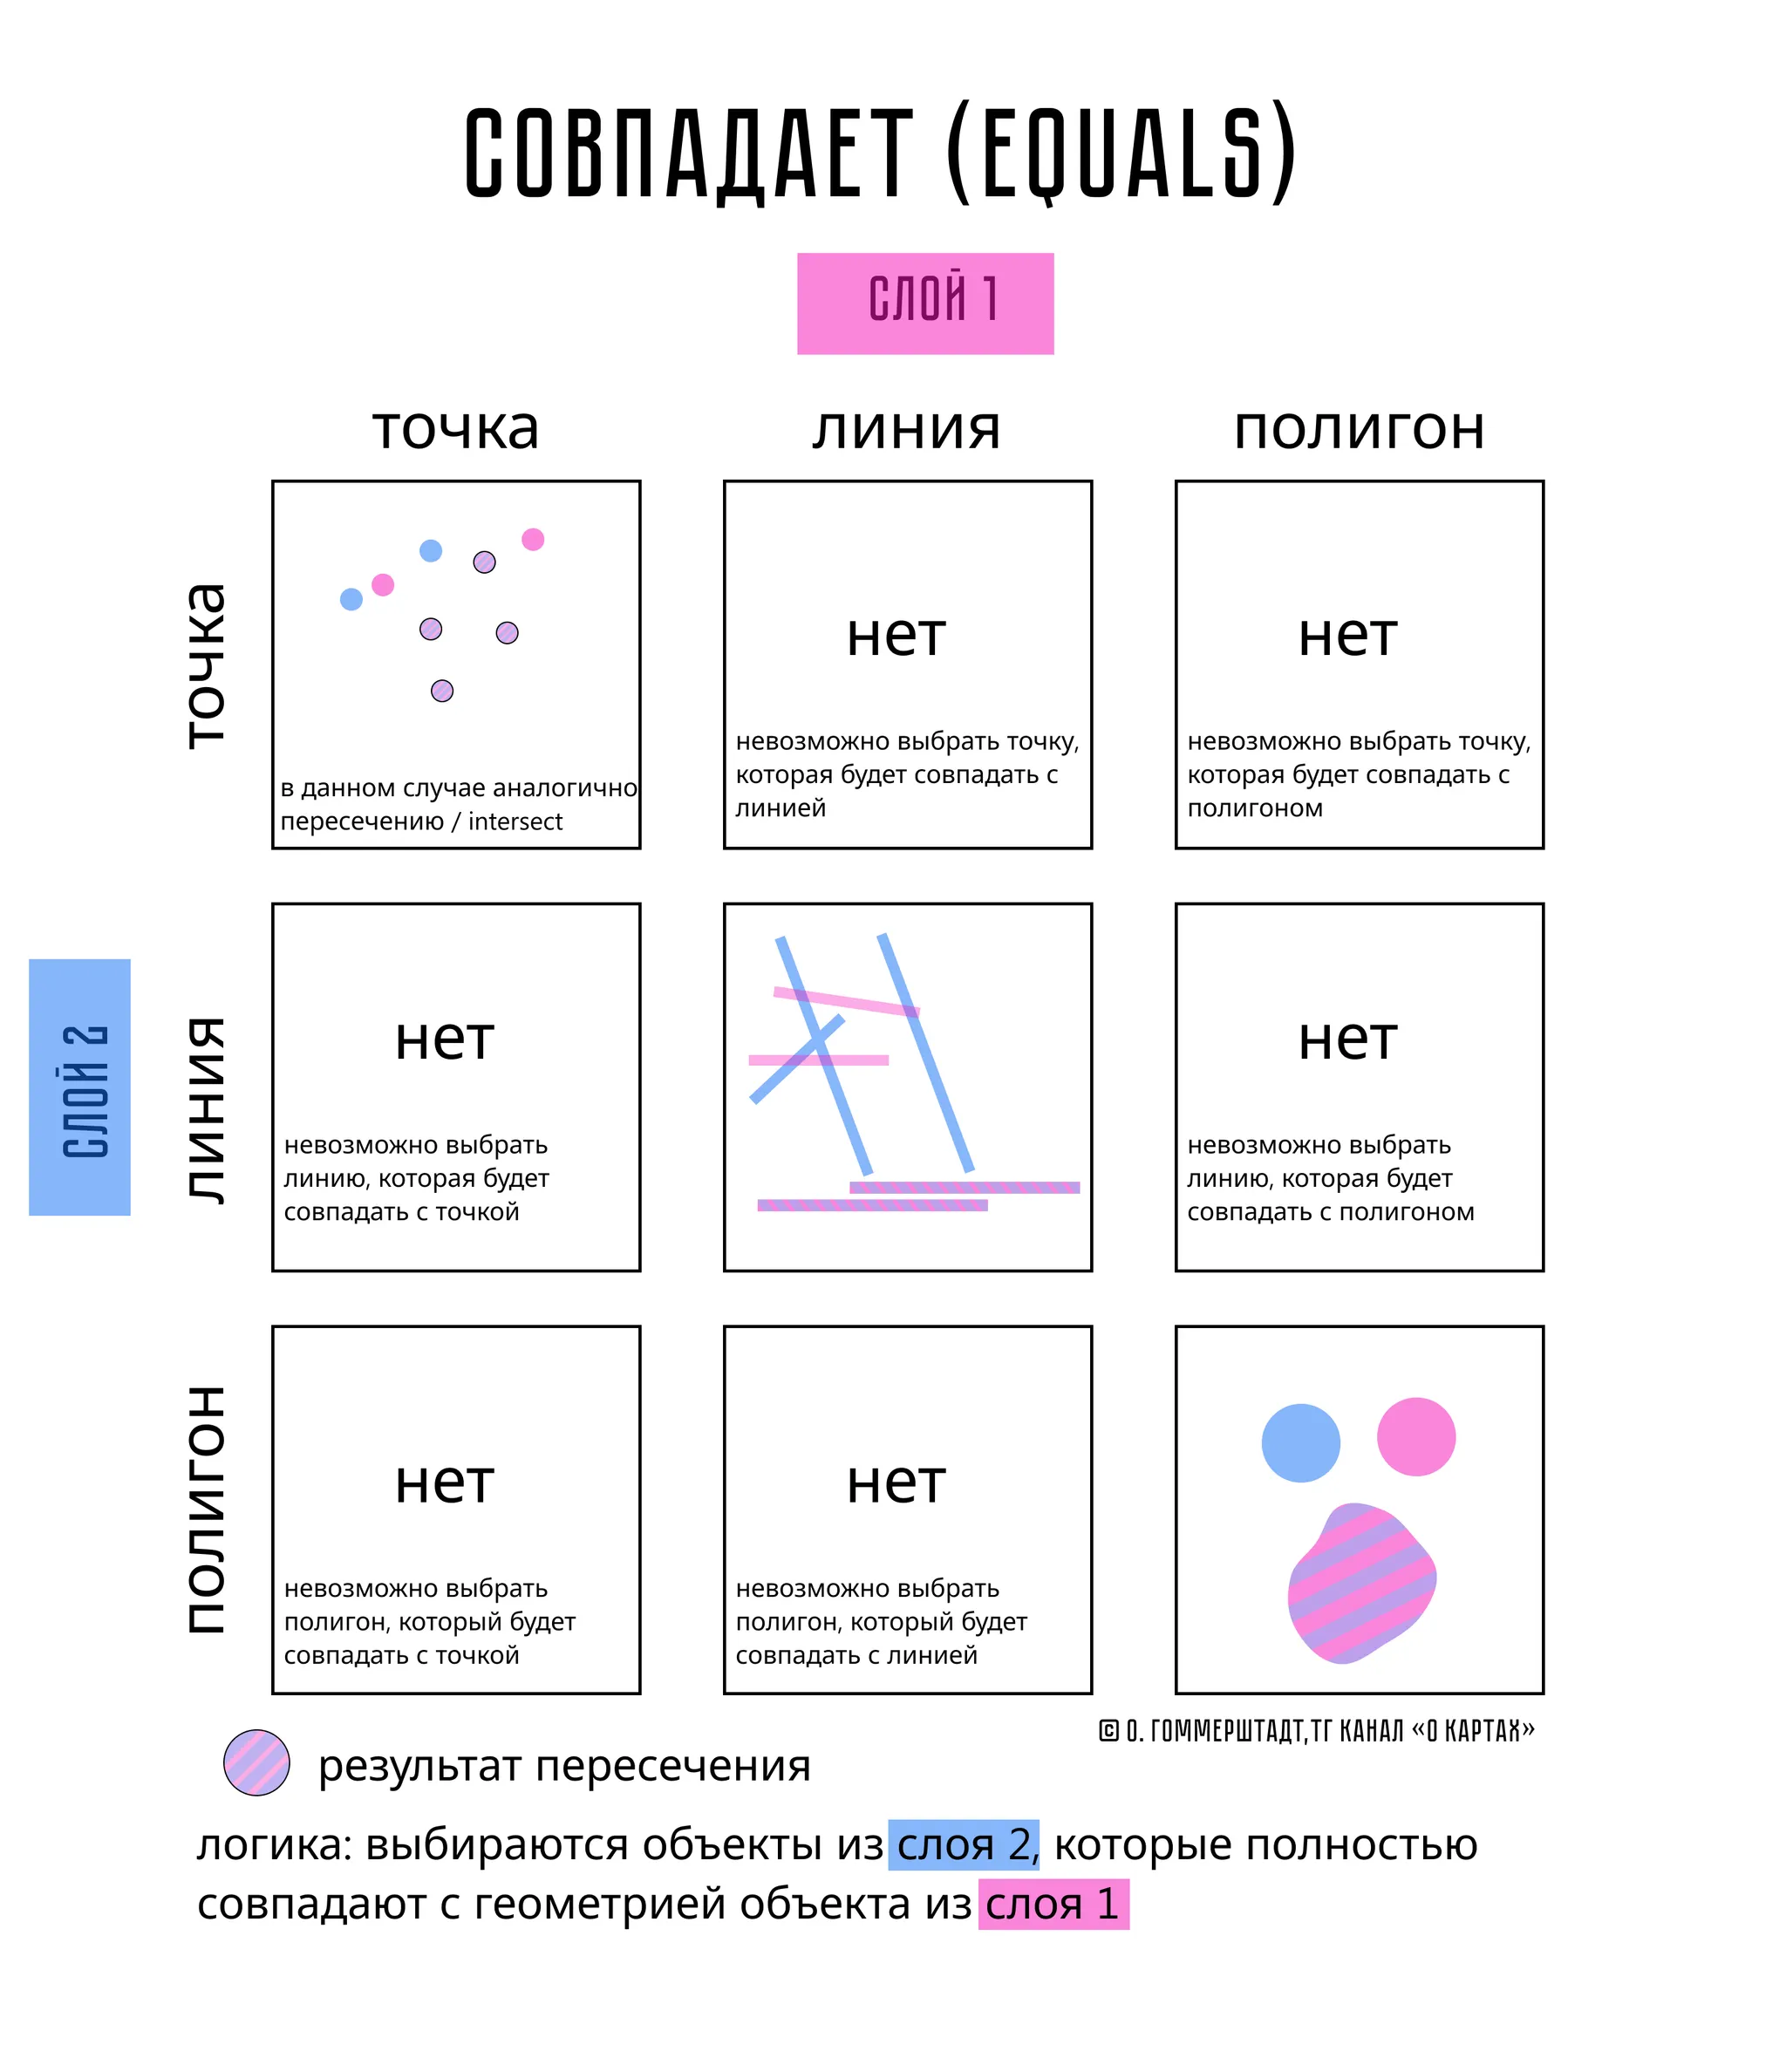 СОВПАДАЕТ (EQUALS)
СЛОЙ 1
точка
линия
полигон
точка
в данном случае аналогично
пересечению / intersect
нет
невозможно выбрать точку,
которая будет совпадать с
линией
нет
невозможно выбрать точку,
которая будет совпадать с
полигоном
СЛОЙ 2
линия
нет
невозможно выбрать
линию, которая будет
совпадать с точкой
нет
невозможно выбрать
линию, которая будет
совпадать с полигоном
полигон
нет
невозможно выбрать
полигон, который будет
совпадать с точкой
нет
невозможно выбрать
полигон, который будет
совпадать с линией
© О. ГОММЕРШТАДТ,ТГ КАНАЛ «О КАРТАХ»
результат пересечения
логика: выбираются объекты из слоя 2, которые полностью
совпадают с геометрией объекта из слоя 1